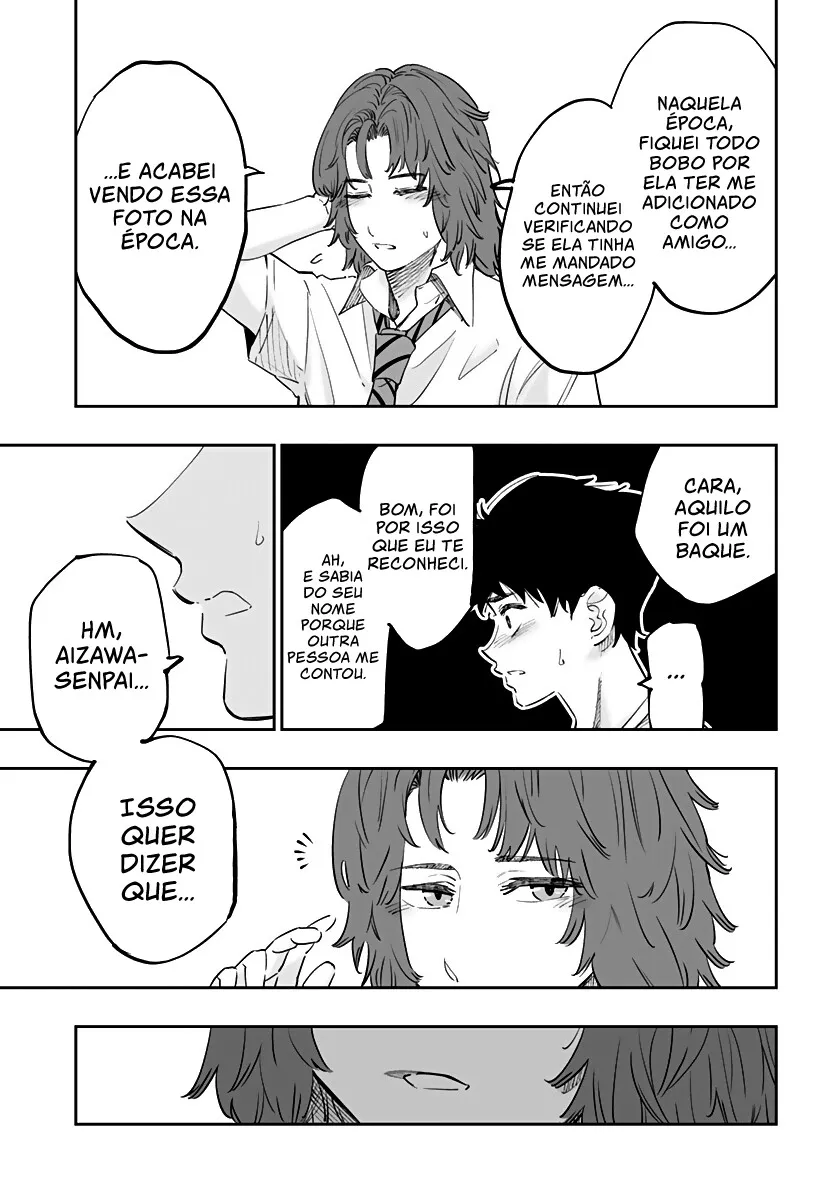 NAQUELA
ÉPOCA,
FIQUEI TODO
BOBO POR
ELA TER ME
ADICIONADO
COMO
AMIGO...
ENTÃO
CONTINUEI
VERIFICANDO
SE ELA TINHA
ME MANDADO
MENSAGEM...
...E ACABEI
VENDO ESSA
FOTO NA
ÉPOCA.
CARA,
AQUILO
FOI UM
BAQUE.
...
BOM, FOI
POR ISSO
QUE EU TE
RECONHECI.
AH,
E SABIA
DO SEU
NOME
PORQUE
OUTRA
PESSOA ME
CONTOU.
HM,
AIZAWA-
SENPAI...
ISSO
QUER
DIZER
QUE...